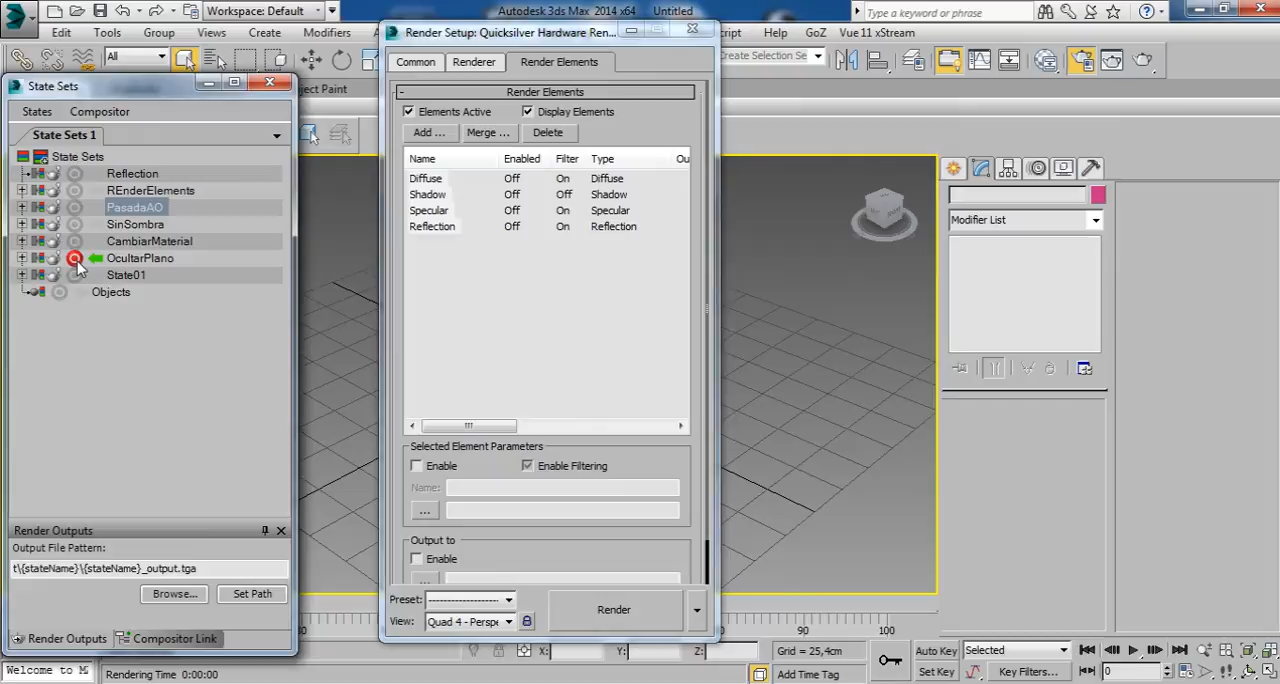 Workspace: Default
Autodesk 3ds Max 2014 x64
Untitled
Type a keyword or phrase
Edit
Tools
Group
Views
Create
Modifiers
Help
GoZ
Vue 11 xStream
All
Create Selection Se
State Sets
States
Compositor
State Sets 1
State Sets
Reflection
REnderElements
PasadaAO
SinSombra
CambiarMaterial
OcultarPlano
State01
Objects
Render Outputs
Output File Pattern:
t\{stateName}\{stateName}_output.tga
Browse...
Set Path
Render Outputs
Compositor Link
Welcome to M
Rendering Time 0:00:00
Render Setup: Quicksilver Hardware Ren...
Common
Renderer
Render Elements
- Render Elements
Elements Active
Display Elements
Add ...
Merge ...
Delete
Name Enabled Filter Type Ou
Diffuse Off On Diffuse
Shadow Off Off Shadow
Specular Off On Specular
Reflection Off On Reflection
Selected Element Parameters
Enable
Enable Filtering
Name:
...
Output to
Enable
Preset: --------------------
View: Quad 4 - Perspe
Render
Object Paint
Modifier List
30
90
100
X:
Y:
Z:
Grid = 25,4cm
Add Time Tag
Auto Key
Selected
Set Key
Key Filters...
0